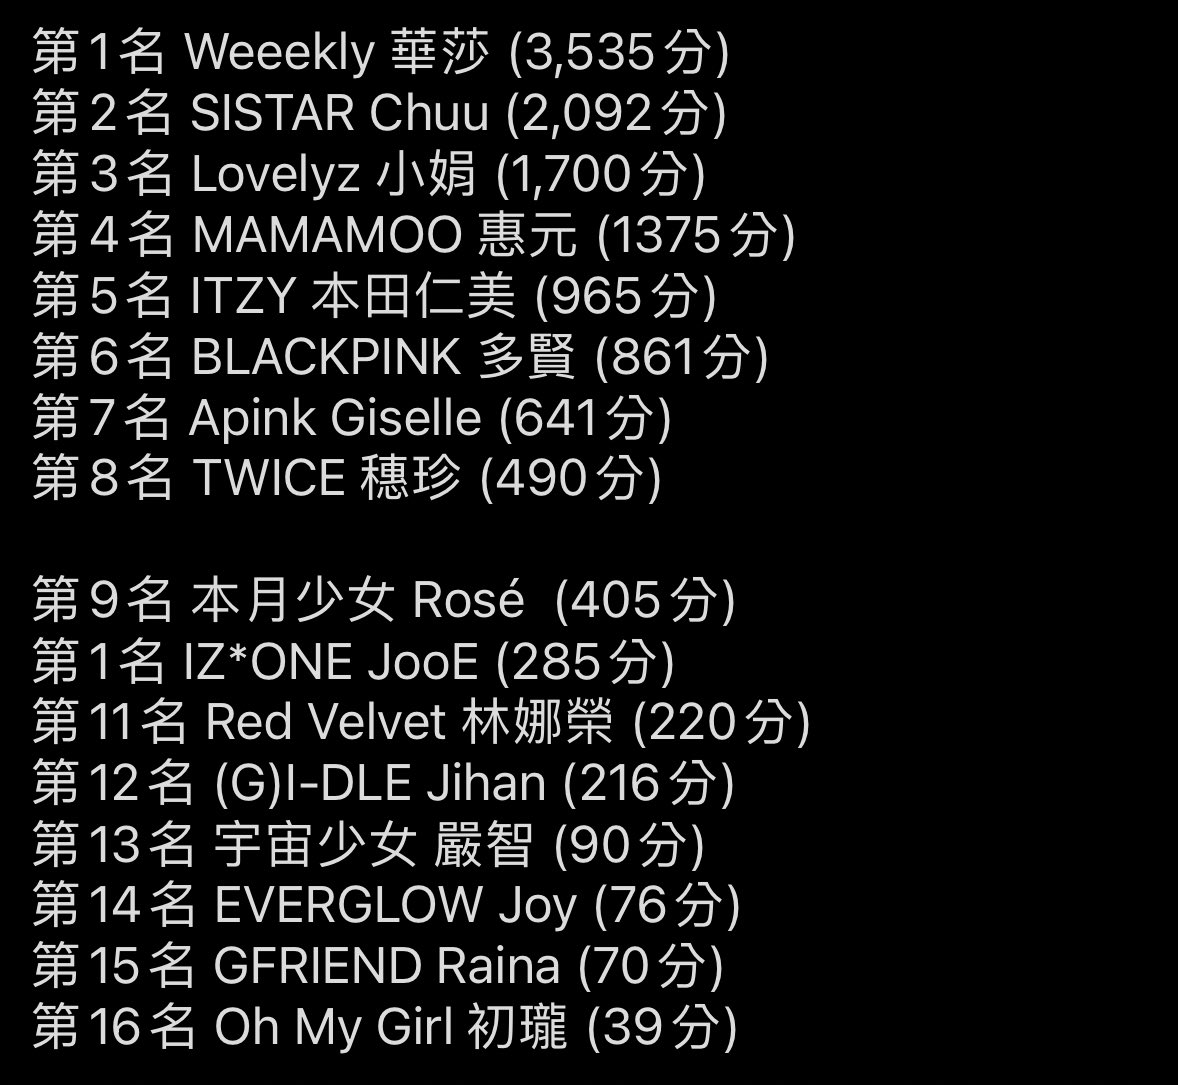 第1名 Weeekly 華莎 (3,535分)
第2名 SISTAR Chuu (2,092分)
第3名 Lovelyz 小娟 (1,700分)
第4名 MAMAMOO 惠元 (1375分)
第5名 ITZY 本田仁美 (965分)
第6名 BLACKPINK 多賢 (861分)
第7名 Apink Giselle (641分)
第8名 TWICE 穗珍 (490分)
第9名 本月少女 Rosé (405分)
第1名 IZ*ONE JooE (285分)
第11名 Red Velvet 林娜榮 (220分)
第12名 (G)I-DLE Jihan (216分)
第13名 宇宙少女 嚴智 (90分)
第14名 EVERGLOW Joy (76分)
第15名 GFRIEND Raina (70分)
第16名 Oh My Girl 初瓏 (39分)